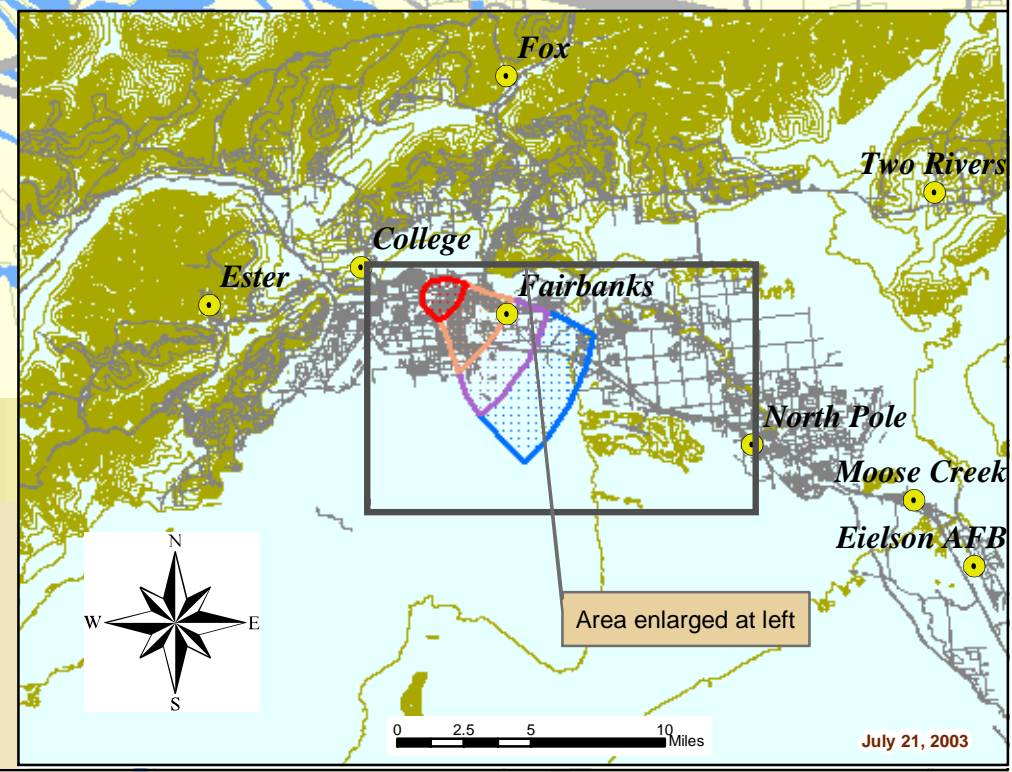 Fox
Two Rivers
College
Ester
Fairbanks
North Pole
Moose Creek
Eielson AFB
N
W E
S
Area enlarged at left
0 2.5 5 10
Miles
July 21, 2003